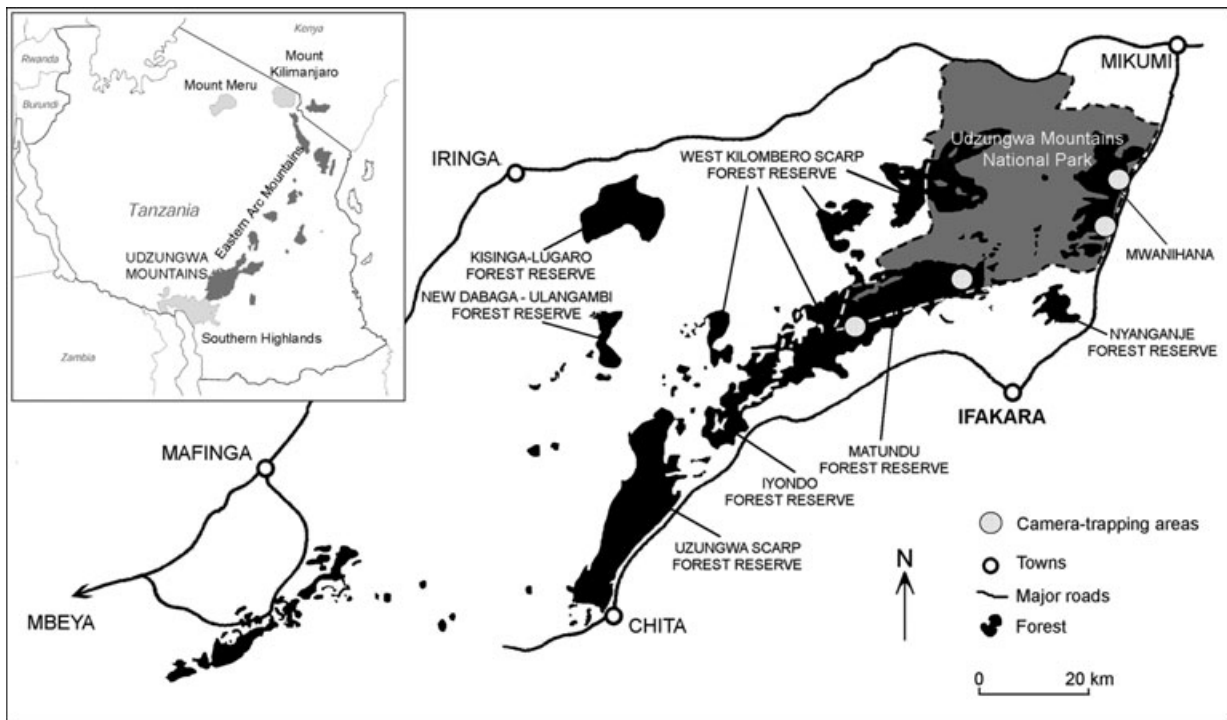 Kenya
Rwanda
Burundi
Mount
Kilimanjaro
Mount Meru
Eastern Arc Mountains
Tanzania
UDZUNGWA
MOUNTAINS
Southern Highlands
Zambia
MIKUMI
Udzungwa Mountains
National Park
IRINGA
WEST KILOMBERO SCARP
FOREST RESERVE
KISINGA-LUGARO
FOREST RESERVE
MWANIHANA
NEW DABAGA - ULANGAMBI
FOREST RESERVE
NYANGANJE
FOREST RESERVE
IFAKARA
MAFINGA
MATUNDU
FOREST RESERVE
IYONDO
FOREST RESERVE
UZUNGWA SCARP
FOREST RESERVE
MBEYA
CHITA
N
Camera-trapping areas
Towns
Major roads
Forest
0 20 km